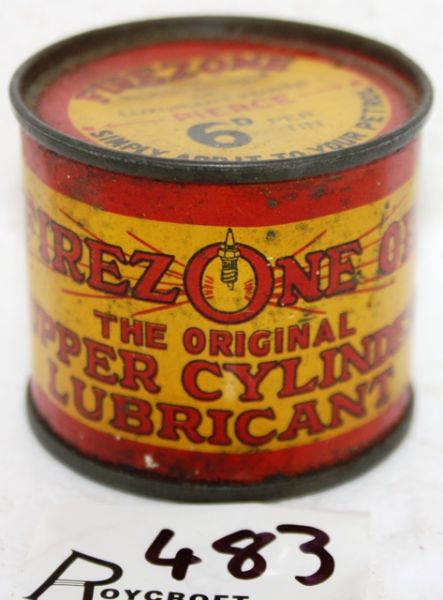 FIREZONE
PIERCE
6D PER
TIN
SIMPLY ADD IT TO YOUR PETROL
FIREZONE
THE ORIGINAL
UPPER CYLINDER
LUBRICANT
483
ROYCROFT